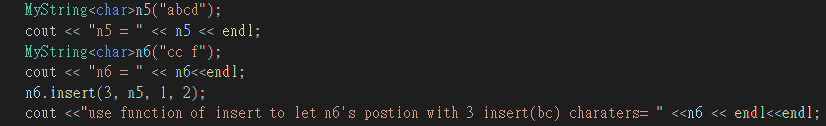 MyString<char>n5("abcd");
cout << "n5 = " << n5 << endl;
MyString<char>n6("cc f");
cout << "n6 = " << n6<<endl;
n6.insert(3, n5, 1, 2);
cout <<"use function of insert to let n6's postion with 3 insert(bc) charaters= " <<n6 << endl<<endl;